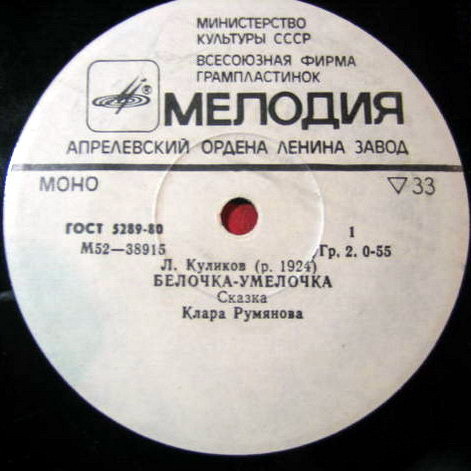 МИНИСТЕРСТВО
КУЛЬТУРЫ СССР
ВСЕСОЮЗНАЯ ФИРМА
ГРАМПЛАСТИНОК
МЕЛОДИЯ
АПРЕЛЕВСКИЙ ОРДЕНА ЛЕНИНА ЗАВОД
МОНО ▽33
ГОСТ 5289-80 1
М52—38915 Гр. 2. 0-55
Л. Куликов (р. 1924)
БЕЛОЧКА-УМЕЛОЧКА
Сказка
Клара Румянова